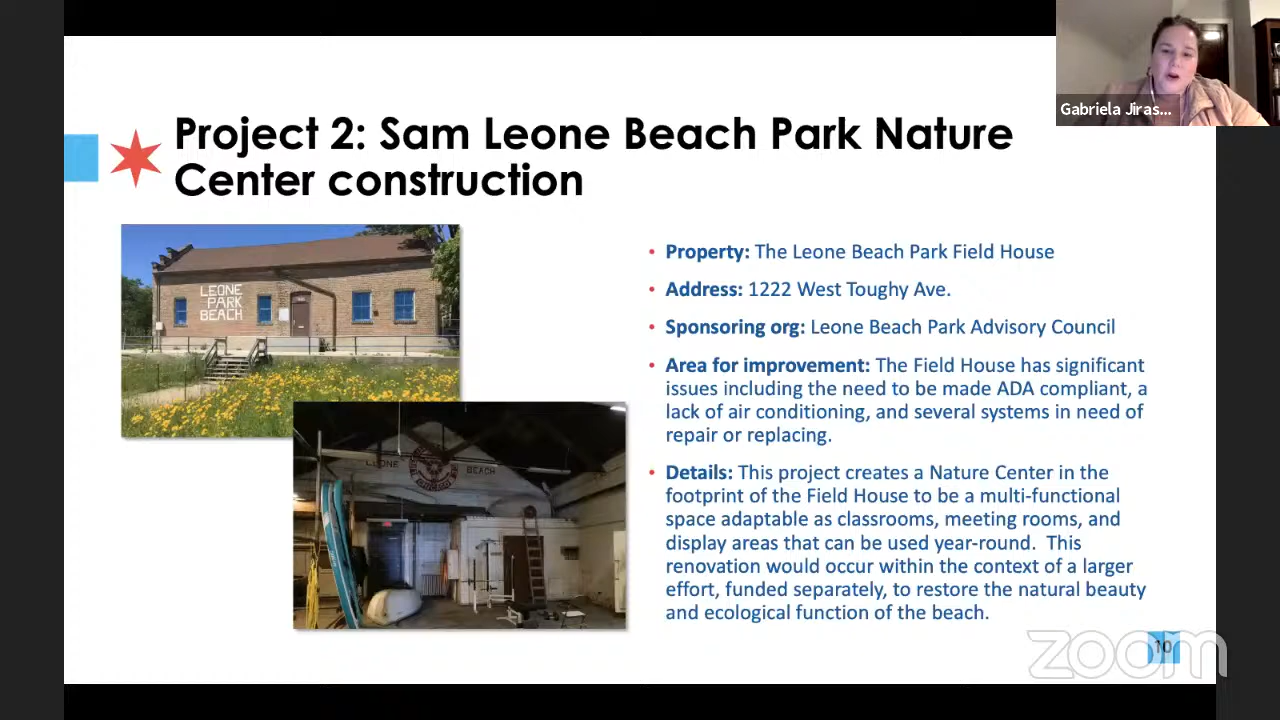 Gabriela Jiras...
Project 2: Sam Leone Beach Park Nature
Center construction
LEONE
PARK
BEACH
LEONE
BEACH
• Property: The Leone Beach Park Field House
• Address: 1222 West Toughy Ave.
• Sponsoring org: Leone Beach Park Advisory Council
• Area for improvement: The Field House has significant
issues including the need to be made ADA compliant, a
lack of air conditioning, and several systems in need of
repair or replacing.
• Details: This project creates a Nature Center in the
footprint of the Field House to be a multi-functional
space adaptable as classrooms, meeting rooms, and
display areas that can be used year-round. This
renovation would occur within the context of a larger
effort, funded separately, to restore the natural beauty
and ecological function of the beach.
10
zoom